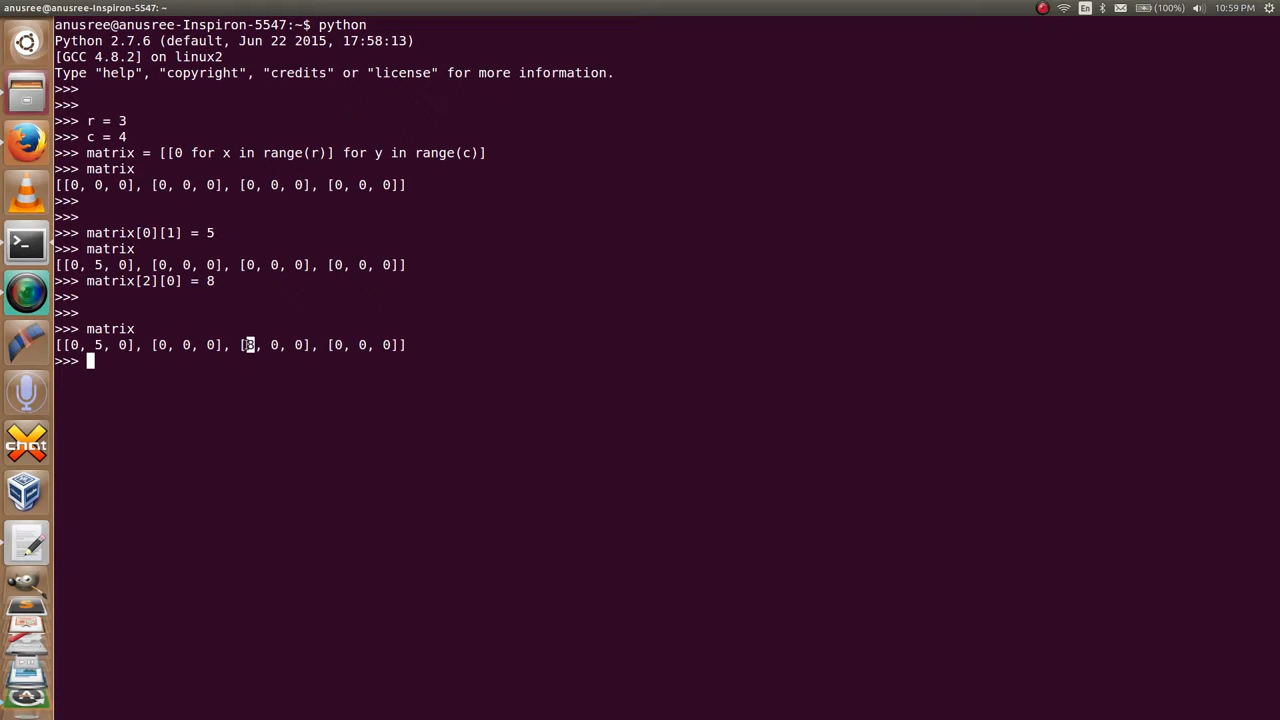 anusree@anusree-Inspiron-5547: ~
En
(100%)
10:59 PM
anusree@anusree-Inspiron-5547:~$ python
Python 2.7.6 (default, Jun 22 2015, 17:58:13)
[GCC 4.8.2] on linux2
Type "help", "copyright", "credits" or "license" for more information.
>>>
>>>
>>> r = 3
>>> c = 4
>>> matrix = [[0 for x in range(r)] for y in range(c)]
>>> matrix
[[0, 0, 0], [0, 0, 0], [0, 0, 0], [0, 0, 0]]
>>>
>>>
>>> matrix[0][1] = 5
>>> matrix
[[0, 5, 0], [0, 0, 0], [0, 0, 0], [0, 0, 0]]
>>> matrix[2][0] = 8
>>>
>>>
>>> matrix
[[0, 5, 0], [0, 0, 0], [8, 0, 0], [0, 0, 0]]
>>>
chat